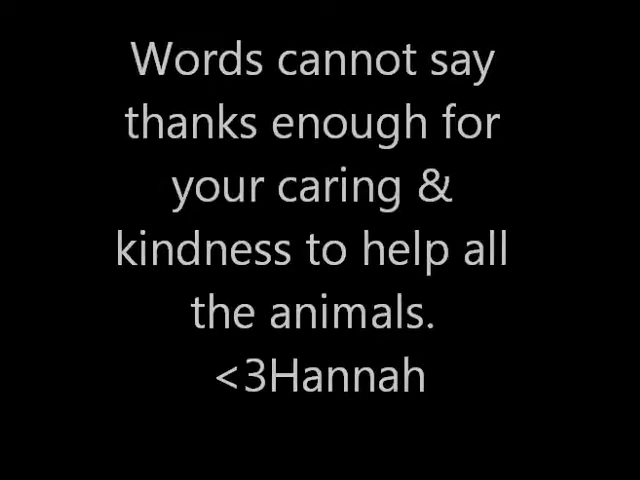 Words cannot say
thanks enough for
your caring &
kindness to help all
the animals.
<3Hannah